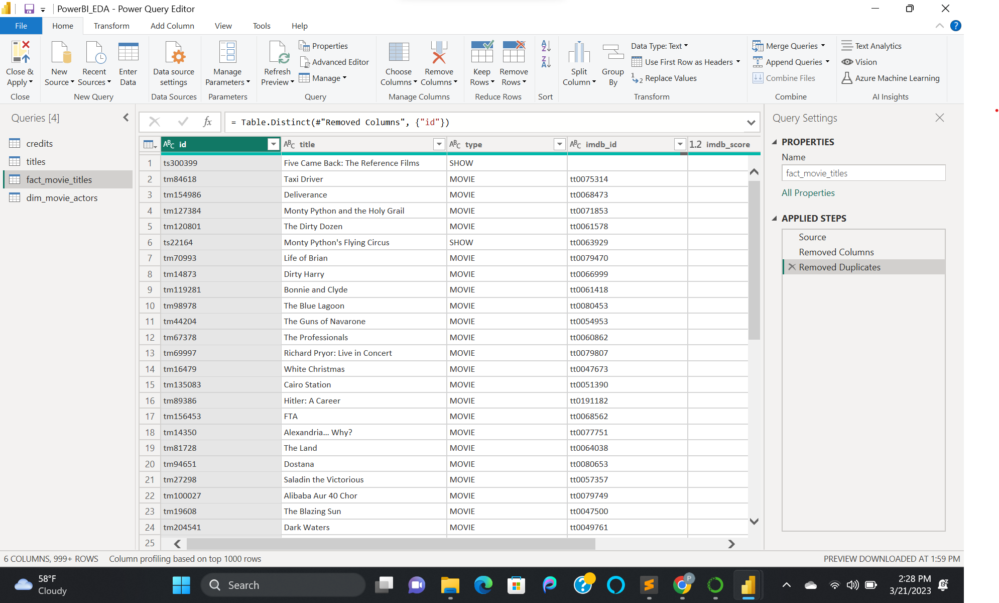 PowerBI_EDA - Power Query Editor
File Home Transform Add Column View Tools Help
Close & Apply
Close
New Source
Recent Sources
Enter Data
New Query
Data source settings
Data Sources
Manage Parameters
Parameters
Refresh Preview
Properties
Advanced Editor
Manage
Query
Choose Columns
Remove Columns
Manage Columns
Keep Rows
Remove Rows
Reduce Rows
Sort
Split Column
Group By
Data Type: Text
Use First Row as Headers
Replace Values
Transform
Merge Queries
Append Queries
Combine Files
Combine
Text Analytics
Vision
Azure Machine Learning
AI Insights
Queries [4]
credits
titles
fact_movie_titles
dim_movie_actors
fx = Table.Distinct(#"Removed Columns", {"id"})
ABC id ABC title ABC type ABC imdb_id 1.2 imdb_score
1 ts300399 Five Came Back: The Reference Films SHOW
2 tm84618 Taxi Driver MOVIE tt0075314
3 tm154986 Deliverance MOVIE tt0068473
4 tm127384 Monty Python and the Holy Grail MOVIE tt0071853
5 tm120801 The Dirty Dozen MOVIE tt0061578
6 ts22164 Monty Python's Flying Circus SHOW tt0063929
7 tm70993 Life of Brian MOVIE tt0079470
8 tm14873 Dirty Harry MOVIE tt0066999
9 tm119281 Bonnie and Clyde MOVIE tt0061418
10 tm98978 The Blue Lagoon MOVIE tt0080453
11 tm44204 The Guns of Navarone MOVIE tt0054953
12 tm67378 The Professionals MOVIE tt0060862
13 tm69997 Richard Pryor: Live in Concert MOVIE tt0079807
14 tm16479 White Christmas MOVIE tt0047673
15 tm135083 Cairo Station MOVIE tt0051390
16 tm89386 Hitler: A Career MOVIE tt0191182
17 tm156453 FTA MOVIE tt0068562
18 tm14350 Alexandria... Why? MOVIE tt0077751
19 tm81728 The Land MOVIE tt0064038
20 tm94651 Dostana MOVIE tt0080653
21 tm27298 Saladin the Victorious MOVIE tt0057357
22 tm100027 Alibaba Aur 40 Chor MOVIE tt0079749
23 tm19608 The Blazing Sun MOVIE tt0047500
24 tm204541 Dark Waters MOVIE tt0049761
25
Query Settings
PROPERTIES
Name
fact_movie_titles
All Properties
APPLIED STEPS
Source
Removed Columns
Removed Duplicates
6 COLUMNS, 999+ ROWS Column profiling based on top 1000 rows PREVIEW DOWNLOADED AT 1:59 PM
58°F
Cloudy
Search
2:28 PM
3/21/2023